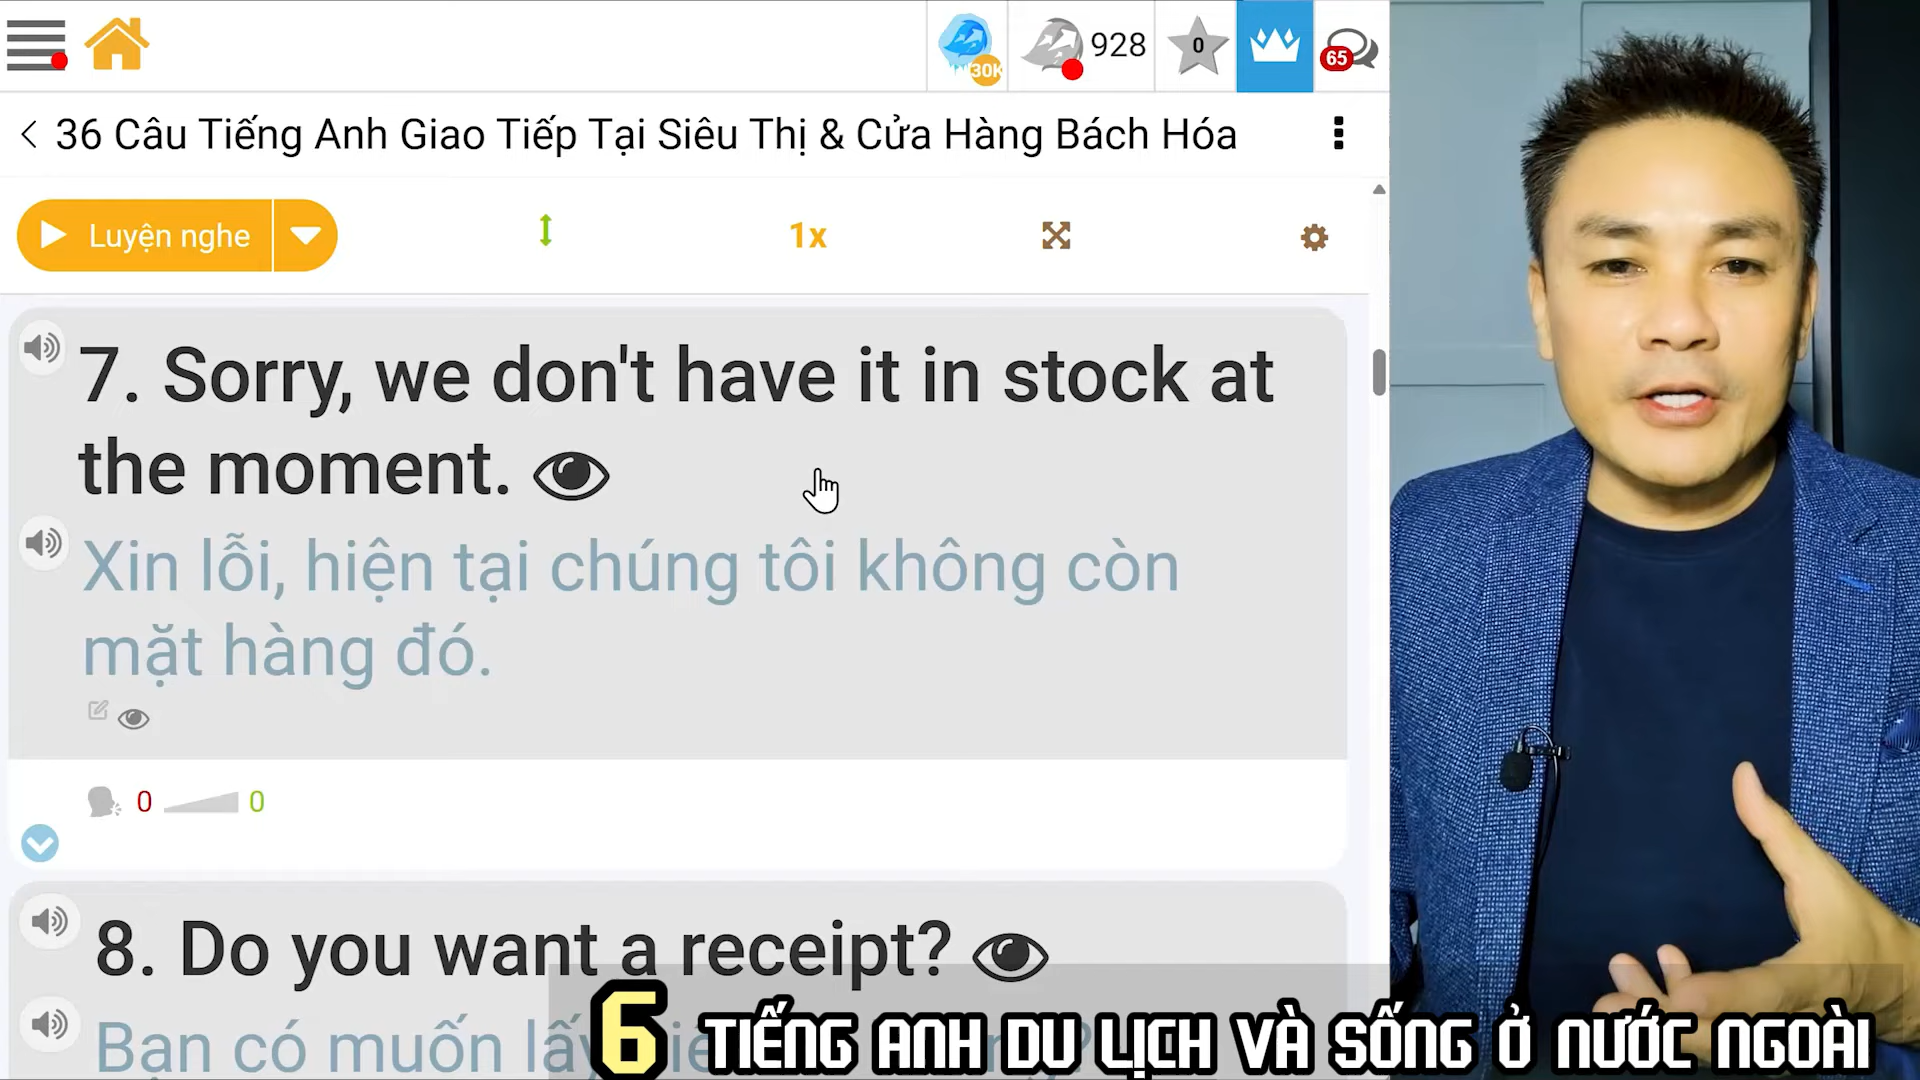 30K
928
0
65
36 Câu Tiếng Anh Giao Tiếp Tại Siêu Thị & Cửa Hàng Bách Hóa
Luyện nghe
1x
7. Sorry, we don't have it in stock at
the moment.
Xin lỗi, hiện tại chúng tôi không còn
mặt hàng đó.
0 0
8. Do you want a receipt?
Bạn có muốn lấy
6 TIẾNG ANH DU LỊCH VÀ SỐNG Ở NƯỚC NGOÀI